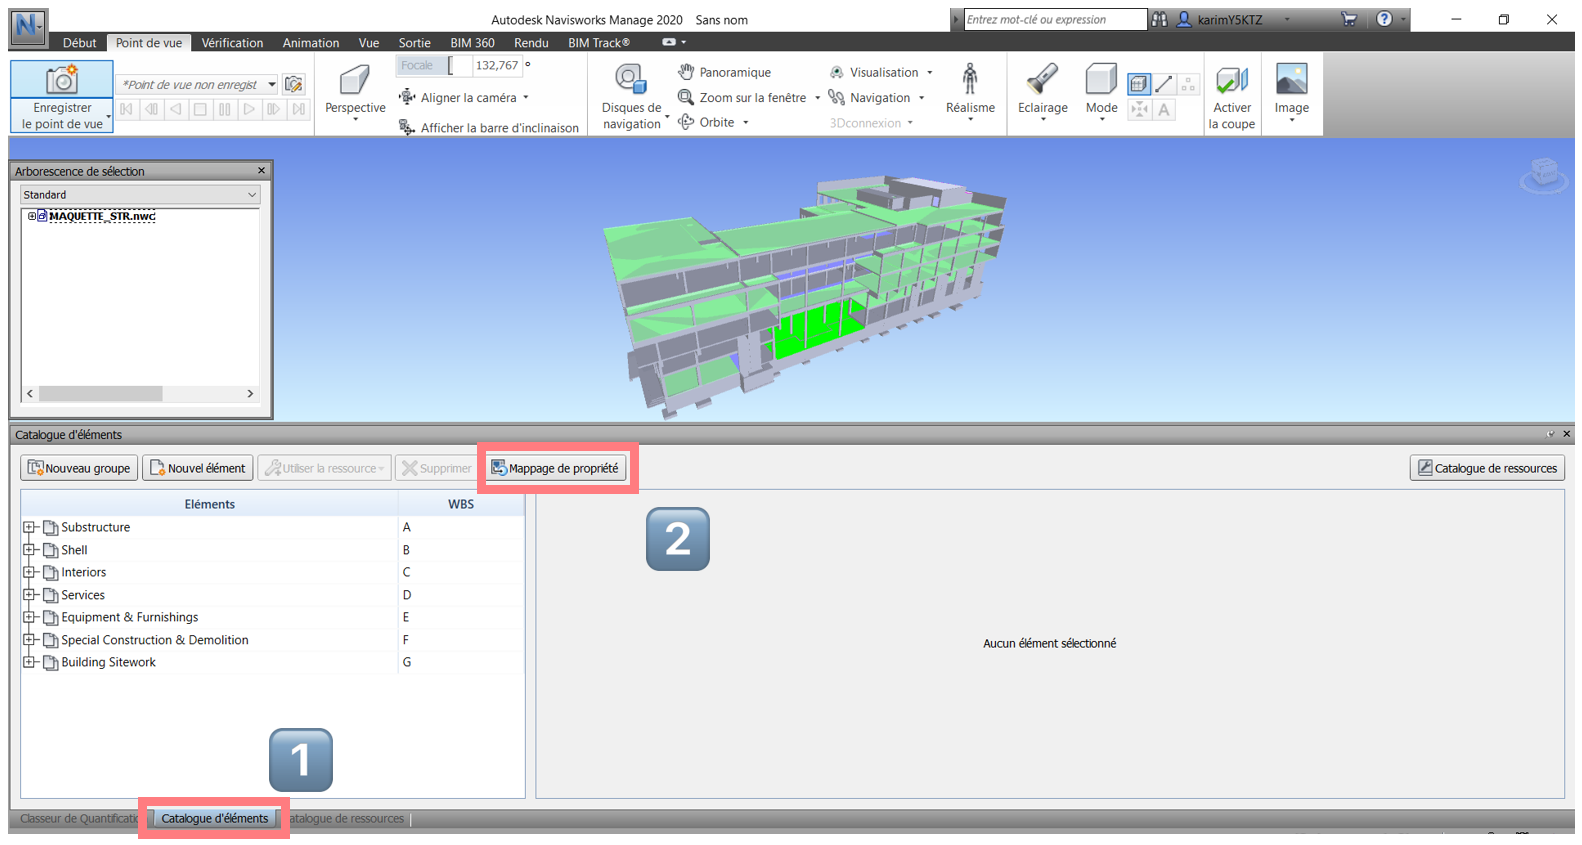 Autodesk Navisworks Manage 2020 Sans nom
Entrez mot-clé ou expression
karimY5KTZ
Début Point de vue Vérification Animation Vue Sortie BIM 360 Rendu BIM Track®
Enregistrer
le point de vue
*Point de vue non enregist
Perspective
Focale 132,767 °
Aligner la caméra
Afficher la barre d'inclinaison
Disques de
navigation
Panoramique
Zoom sur la fenêtre
Orbite
Visualisation
Navigation
3Dconnexion
Réalisme
Eclairage
Mode
A
Activer
la coupe
Image
Arborescence de sélection
Standard
MAQUETTE_STR.nwc
Catalogue d'éléments
Nouveau groupe Nouvel élément Utiliser la ressource Supprimer Mappage de propriété Catalogue de ressources
Eléments WBS
Substructure A
Shell B
Interiors C
Services D
Equipment & Furnishings E
Special Construction & Demolition F
Building Sitework G
2
Aucun élément sélectionné
1
Classeur de Quantificatio Catalogue d'éléments atalogue de ressources